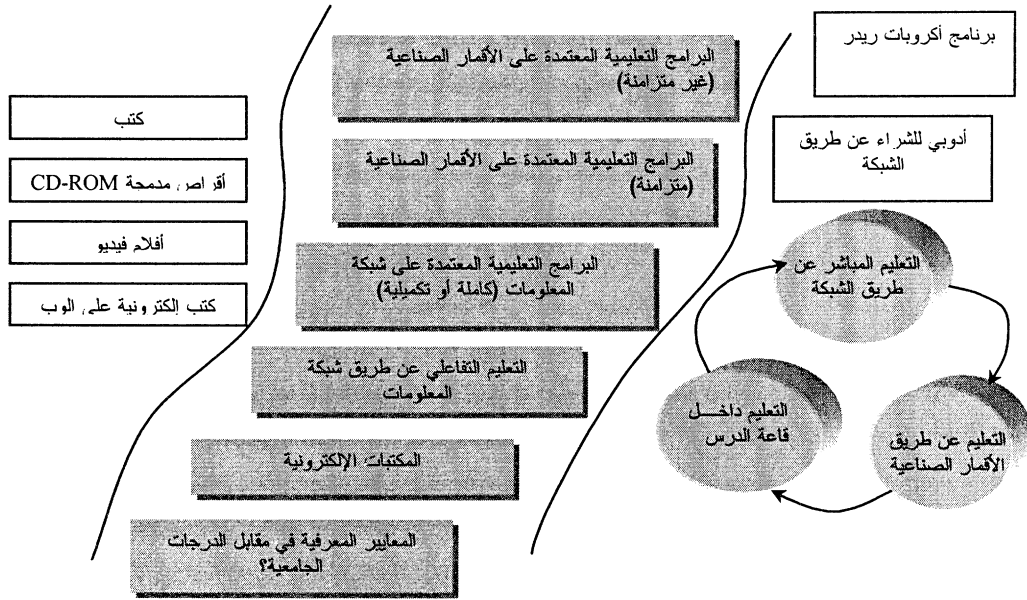 برنامج أكروبات ريدر
أدوبي للشراء عن طريق
الشبكة
التعليم المباشر عن
طريق الشبكة
التعليم عن طريق
الأقمار الصناعية
التعليم داخل
قاعة الدرس
البرامج التعليمية المعتمدة على الأقمار الصناعية
(غير متزامنة)
البرامج التعليمية المعتمدة على الأقمار الصناعية
(متزامنة)
البرامج التعليمية المعتمدة على شبكة
المعلومات (كاملة أو تكميلية)
التعليم التفاعلي عن طريق شبكة
المعلومات
المكتبات الإلكترونية
المعايير المعرفية في مقابل الدرجات
الجامعية؟
كتب
أقراص مدمجة CD-ROM
أفلام فيديو
كتب إلكترونية على الوب